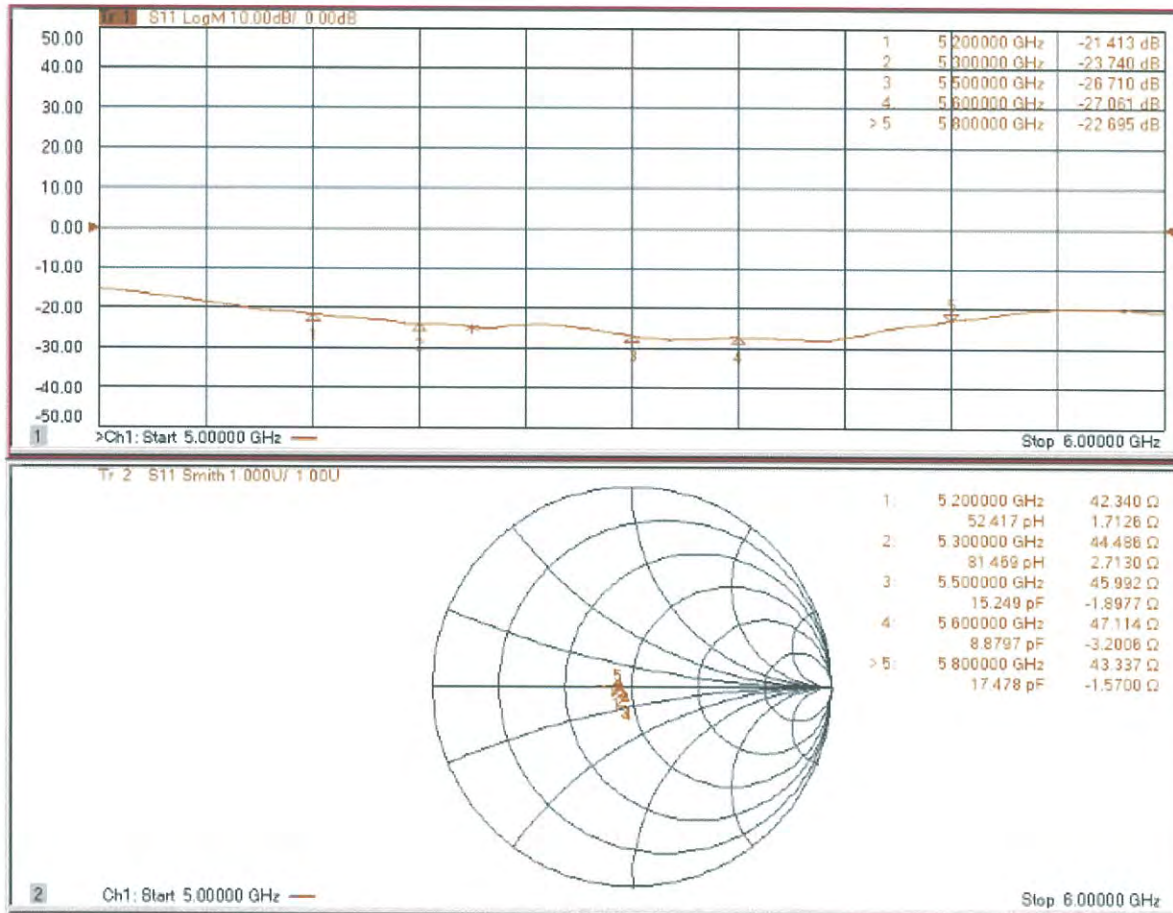 Tr 1 S11 LogM 10.00dB/ 0.00dB
50.00
40.00
30.00
20.00
10.00
0.00
-10.00
-20.00
-30.00
-40.00
-50.00
1 5.200000 GHz -21.413 dB
2 5.300000 GHz -23.740 dB
3 5.500000 GHz -26.710 dB
4: 5.600000 GHz -27.061 dB
> 5 5.800000 GHz -22.695 dB
5
1
2
3
4
1 >Ch1: Start 5.00000 GHz Stop 6.00000 GHz
Tr 2 S11 Smith 1.000U/ 1.00U
1: 5.200000 GHz 42.340 Ω
52.417 pH 1.7126 Ω
2: 5.300000 GHz 44.486 Ω
81.469 pH 2.7130 Ω
3: 5.500000 GHz 45.992 Ω
15.249 pF -1.8977 Ω
4: 5.600000 GHz 47.114 Ω
8.8797 pF -3.2006 Ω
> 5: 5.800000 GHz 43.337 Ω
17.478 pF -1.5700 Ω
2 Ch1: Start 5.00000 GHz Stop 6.00000 GHz